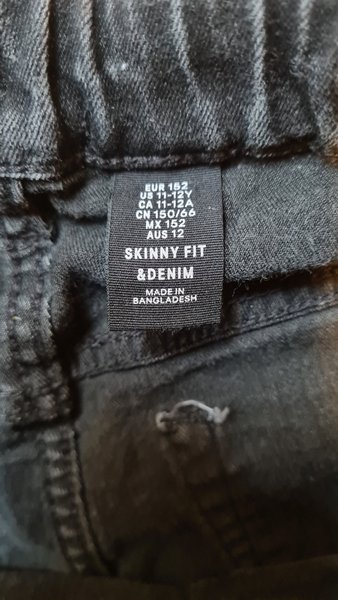 EUR 152
US 11-12Y
CA 11-12A
CN 150/66
MX 152
AUS 12
SKINNY FIT
&DENIM
MADE IN
BANGLADESH